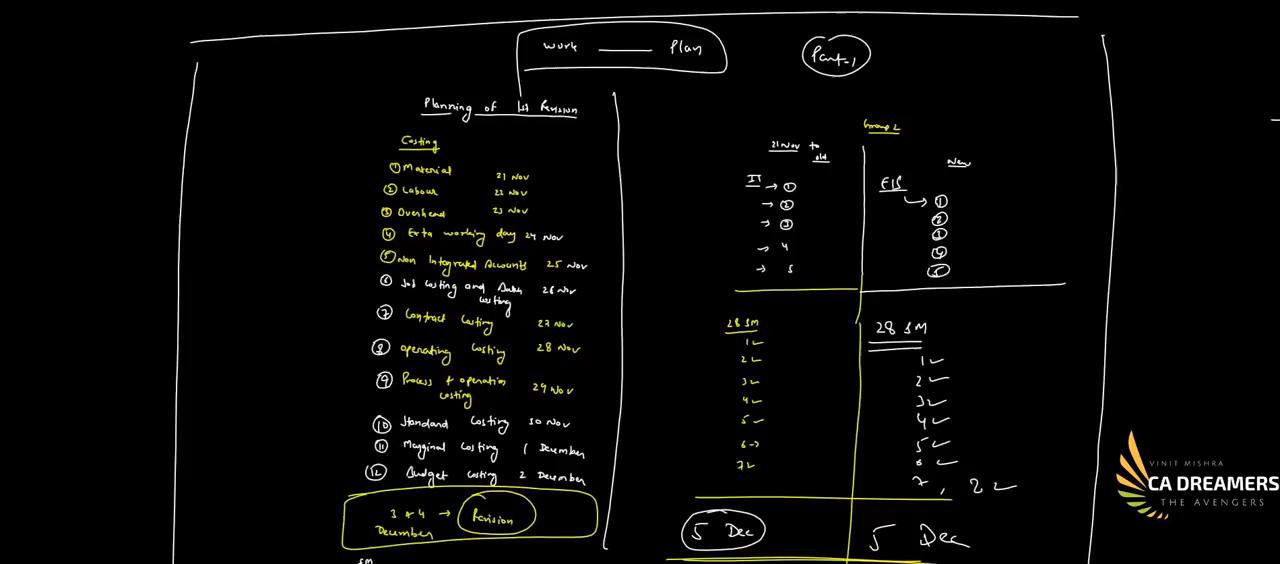 Work — Plan
Part-1
Planning of 1st Revision
Costing
① Material 21 Nov
② Labour 22 Nov
③ Overhead 23 Nov
④ Exta working day 24 Nov
⑤ Non Integrated Accounts 25 Nov
⑥ Job costing and Batch costing 26 Nov
⑦ Contract Costing 27 Nov
⑧ Operating Costing 28 Nov
⑨ Process & operation costing 29 Nov
⑩ Standard Costing 30 Nov
⑪ Marginal Costing 1 December
⑫ Budget Costing 2 December
3 & 4 December → Revision
SM
Group 2
21 Nov to
old
IT → ①
→ ②
→ ③
→ 4
→ 5
28 SM
1 ✓
2 ✓
3 ✓
4 ✓
5 ✓
6 →
7 ✓
5 Dec
New
EIS → ①
②
③
④
⑤
28 SM
1 ✓
2 ✓
3 ✓
4 ✓
5 ✓
6 ✓
7, 2 ✓
5 Dec
VINIT MISHRA
CA DREAMERS
THE AVENGERS